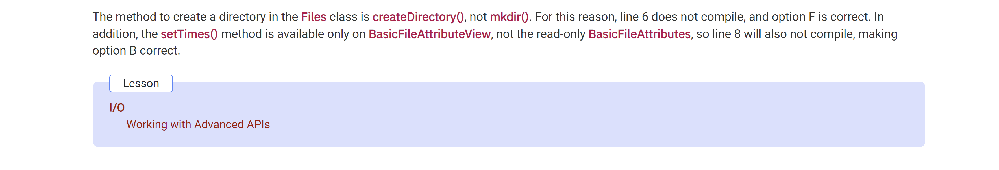 The method to create a directory in the Files class is createDirectory(), not mkdir(). For this reason, line 6 does not compile, and option F is correct. In
addition, the setTimes() method is available only on BasicFileAttributeView, not the read-only BasicFileAttributes, so line 8 will also not compile, making
option B correct.
Lesson
I/O
Working with Advanced APIs